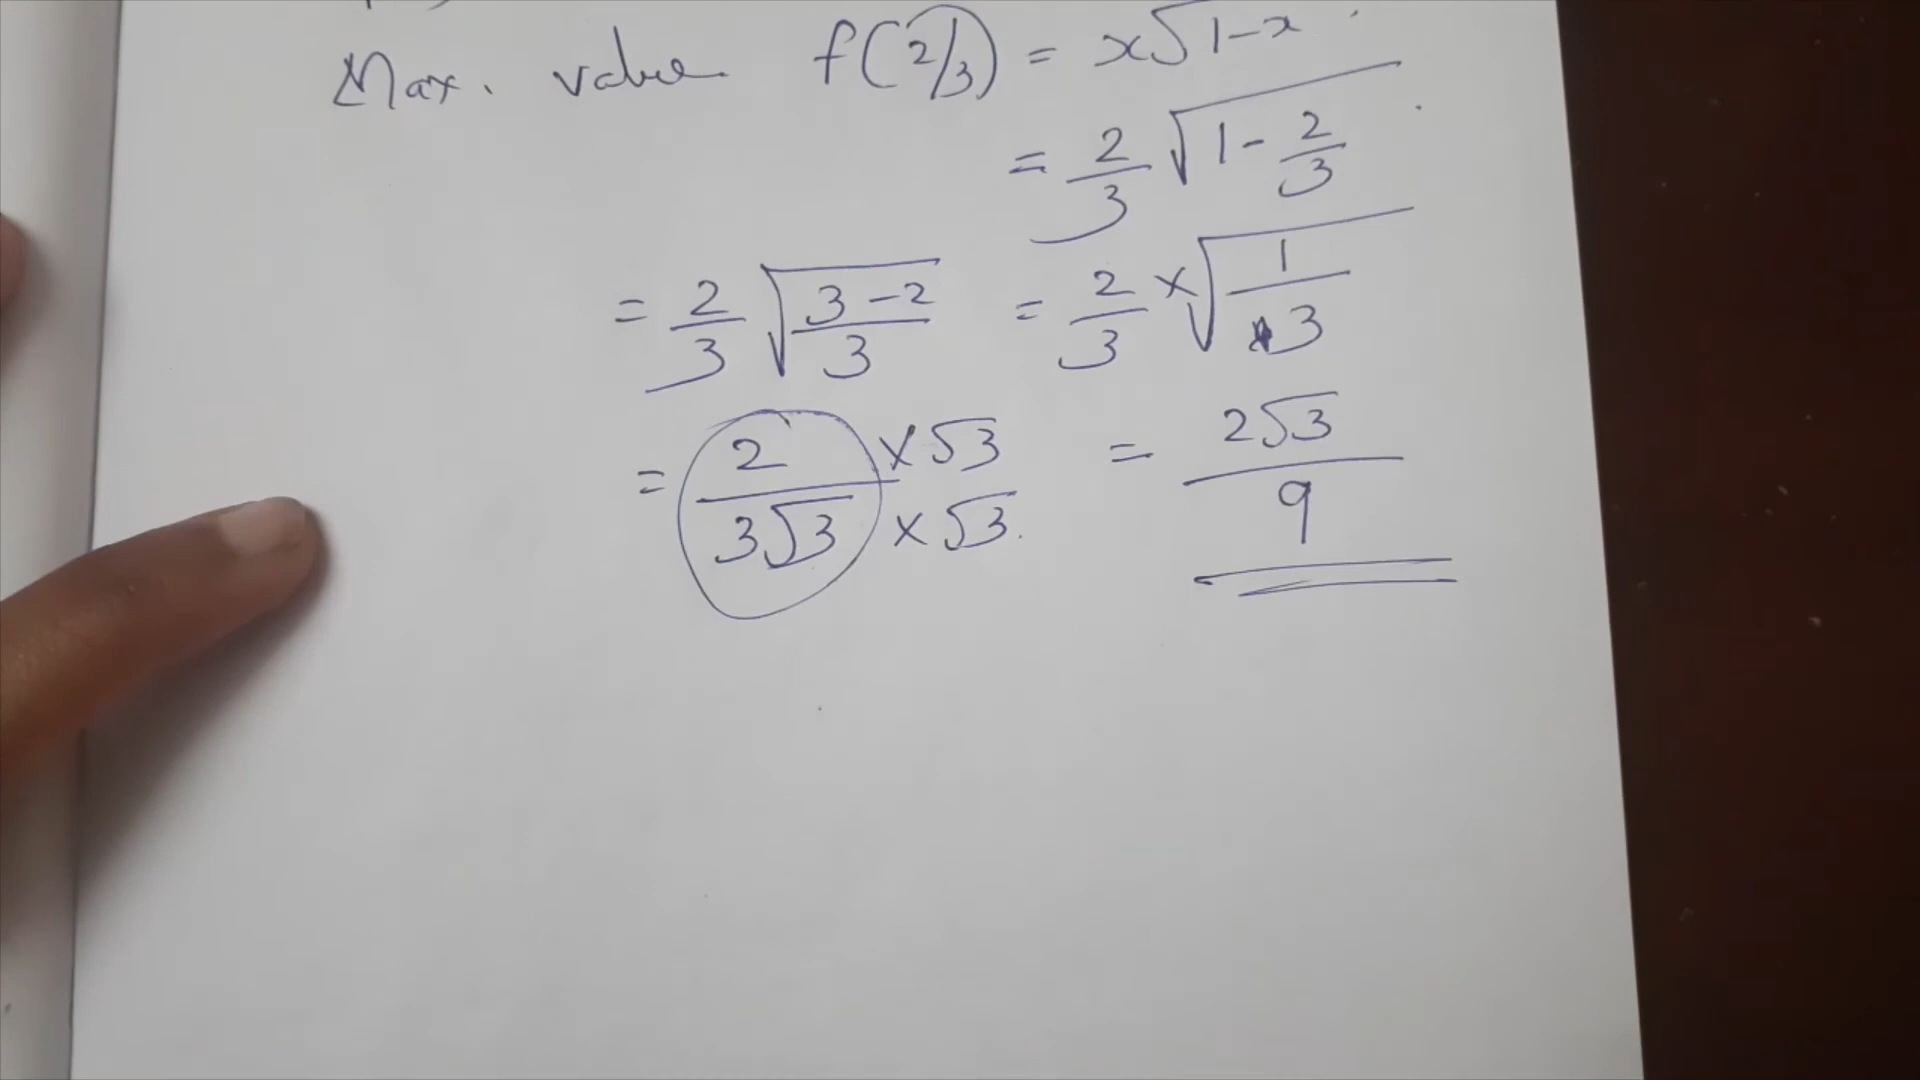 Max. value f(2/3) = x√1-x
= 2/3 √1 - 2/3
= 2/3 √3-2/3 = 2/3 × √1/3
= 2/3√3 ×√3/×√3 = 2√3/9